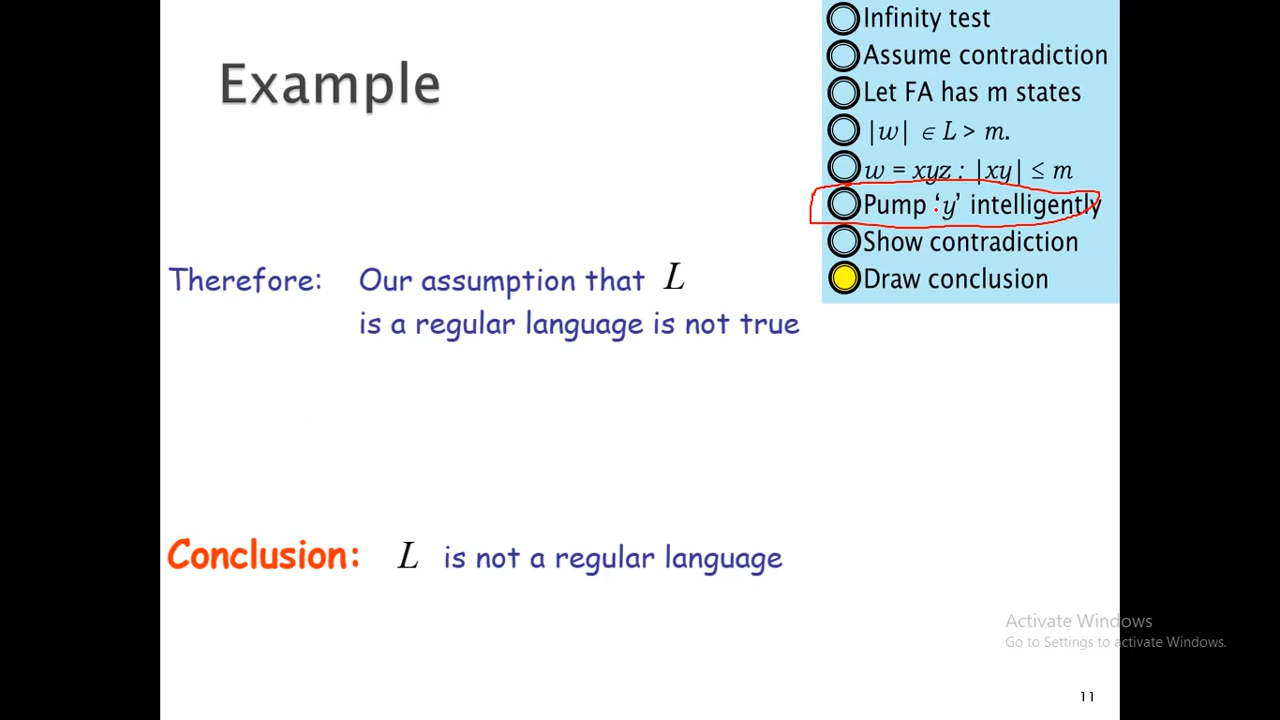 Example
Infinity test
Assume contradiction
Let FA has m states
|w| ∈ L > m.
w = xyz : |xy| ≤ m
Pump ‘y’ intelligently
Show contradiction
Draw conclusion
Therefore: Our assumption that L
is a regular language is not true
Conclusion: L is not a regular language
Activate Windows
Go to Settings to activate Windows.
11